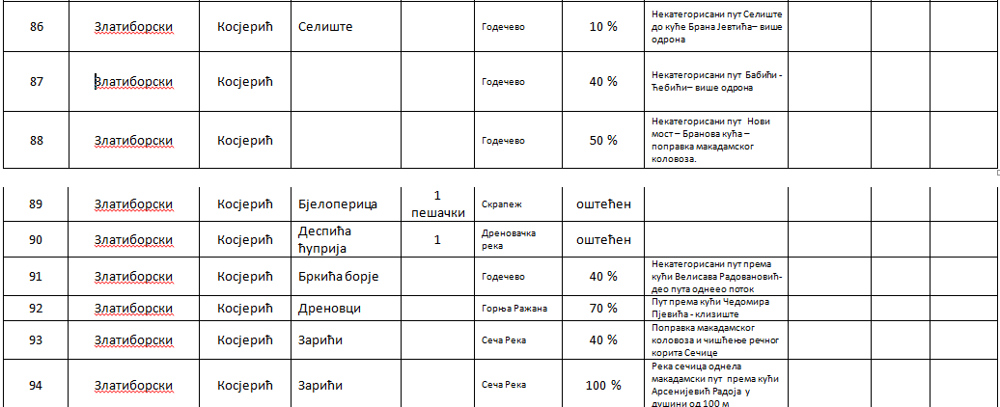 86 Златиборски Косјерић Селиште Годечево 10 % Некатегорисани пут Селиште
до куће Брана Јевтића– више
одрона
87 Златиборски Косјерић Годечево 40 % Некатегорисани пут Бабићи -
Ћебићи– више одрона
88 Златиборски Косјерић Годечево 50 % Некатегорисани пут Нови
мост – Бранова кућа –
поправка макадамског
коловоза.
89 Златиборски Косјерић Бјелоперица 1
пешачки Скрапеж оштећен
90 Златиборски Косјерић Деспића
ћуприја 1 Дреновачка
река оштећен
91 Златиборски Косјерић Бркића борје Годечево 40 % Некатегорисани пут према
кући Велисава Радовановић-
део пута однеео поток
92 Златиборски Косјерић Дреновци Горња Ражана 70 % Пут према кући Чедомира
Пјевића - клизиште
93 Златиборски Косјерић Зарићи Сеча Река 40 % Поправка макадамског
коловоза и чишћење речног
корита Сечице
94 Златиборски Косјерић Зарићи Сеча Река 100 % Река сечица однела
макадамски пут према кући
Арсенијевић Радоја у
душини од 100 м